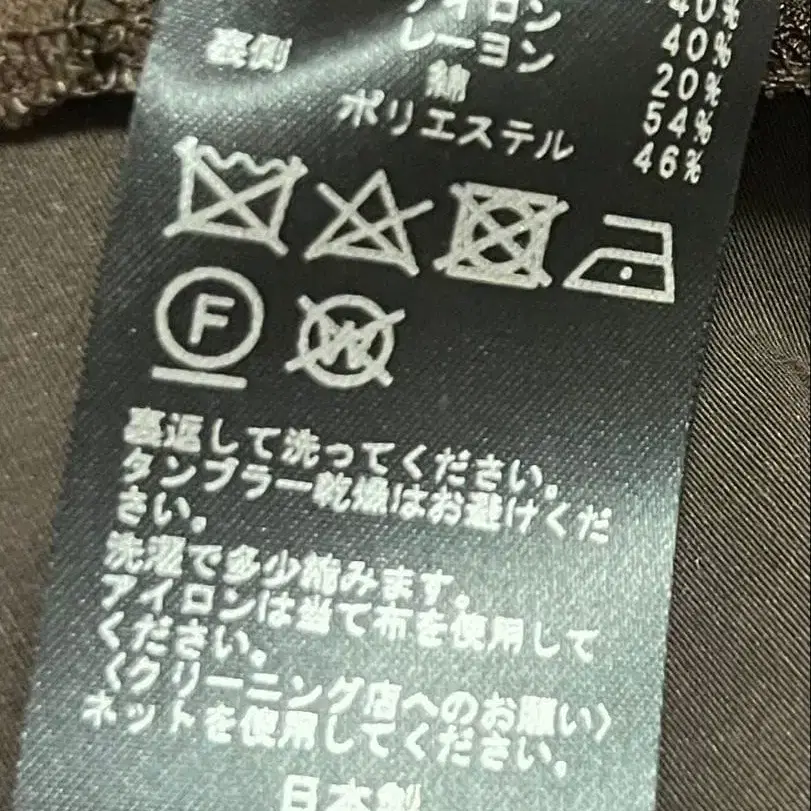 40%
ナイロン 40%
レーヨン 20%
裏側 綿 54%
ポリエステル 46%
F
W
裏返して洗ってください。
タンブラー乾燥はお避けくだ
さい。
洗濯で多少縮みます。
アイロンは当て布を使用して
ください。
〈クリーニング店へのお願い〉
ネットを使用してください。
日本製